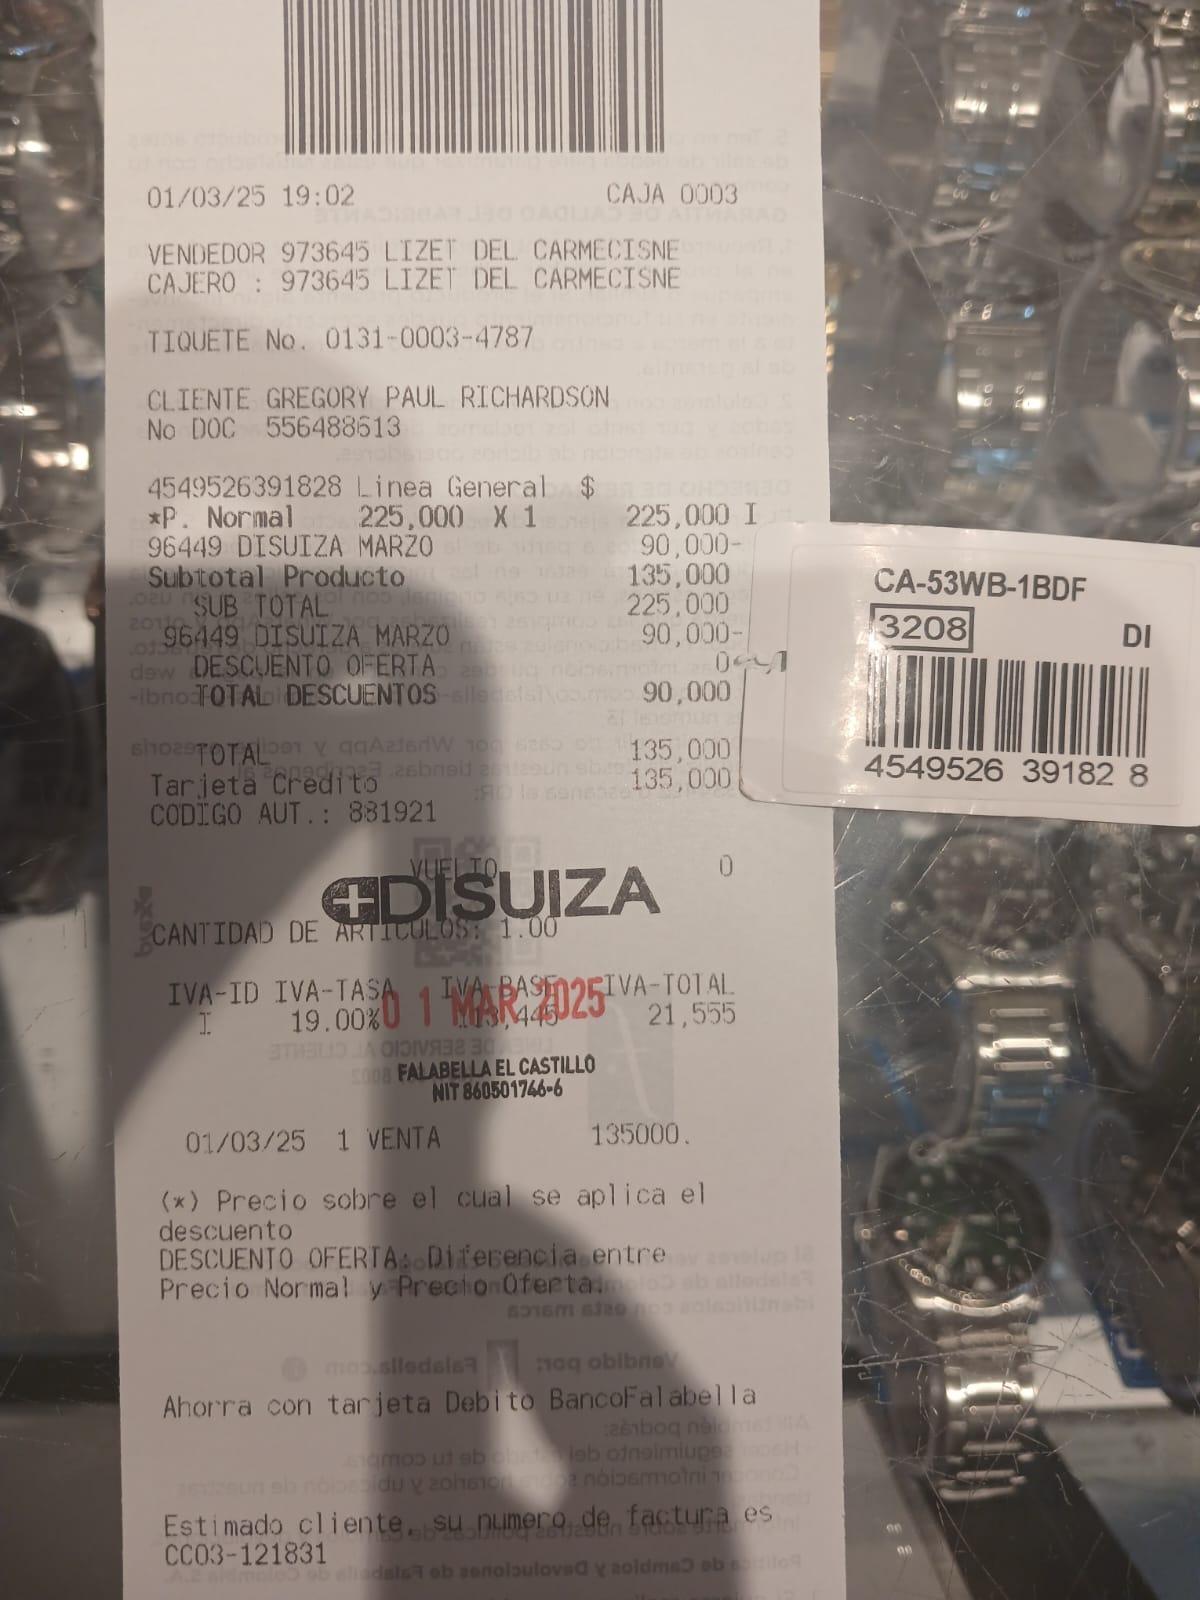 01/03/25 19:02 CAJA 0003
VENDEDOR 973645 LIZET DEL CARMECISNE
CAJERO : 973645 LIZET DEL CARMECISNE
TIQUETE No. 0131-0003-4787
CLIENTE GREGORY PAUL RICHARDSON
No DOC 556488613
4549526391828 Linea General $
*P. Normal 225,000 X 1 225,000 I
96449 DISUIZA MARZO 90,000-
Subtotal Producto 135,000
SUB TOTAL 225,000
96449 DISUIZA MARZO 90,000-
DESCUENTO OFERTA 0
TOTAL DESCUENTOS 90,000
TOTAL 135,000
Tarjeta Credito 135,000
CODIGO AUT.: 881921
VUELTO 0
DISUIZA
CANTIDAD DE ARTICULOS: 1.00
IVA-ID IVA-TASA IVA-BASE IVA-TOTAL
I 19.00% 113,445 21,555
01 MAR 2025
FALABELLA EL CASTILLO
NIT 860501746-6
01/03/25 1 VENTA 135000.
(*) Precio sobre el cual se aplica el
descuento
DESCUENTO OFERTA: Diferencia entre
Precio Normal y Precio Oferta.
Ahorra con tarjeta Debito BancoFalabella
Estimado cliente, su numero de factura es
CC03-121831
CA-53WB-1BDF
3208 DI
4549526 39182 8